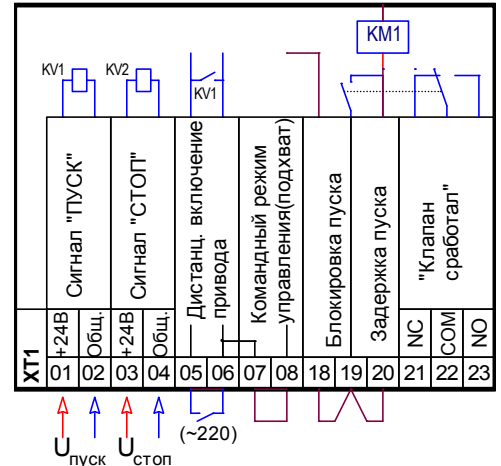 KM1
KV1
KV2
KV1
Сигнал "ПУСК"
Сигнал "СТОП"
Дистанц. включение
привода
Командный режим
управления(подхват)
Блокировка пуска
Задержка пуска
"Клапан
сработал"
XT1
+24В
Общ.
+24В
Общ.
NC
COM
NO
01 02 03 04 05 06 07 08 18 19 20 21 22 23
Uпуск Uстоп (~220)